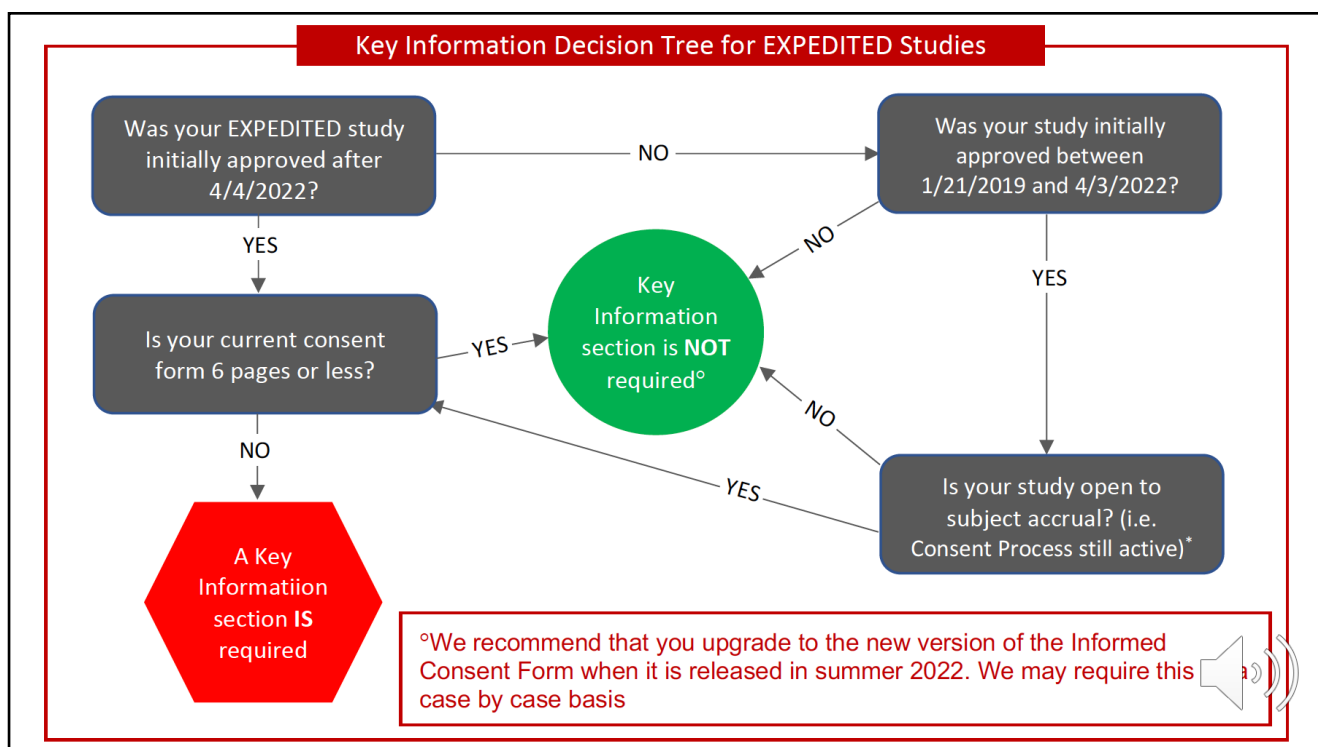 Key Information Decision Tree for EXPEDITED Studies
Was your EXPEDITED study
initially approved after
4/4/2022?
NO
Was your study initially
approved between
1/21/2019 and 4/3/2022?
YES
NO
YES
Key
Information
section is NOT
required°
Is your current consent
form 6 pages or less?
YES
NO
NO
YES
Is your study open to
subject accrual? (i.e.
Consent Process still active)*
A Key
Informatiion
section IS
required
°We recommend that you upgrade to the new version of the Informed
Consent Form when it is released in summer 2022. We may require this a
case by case basis